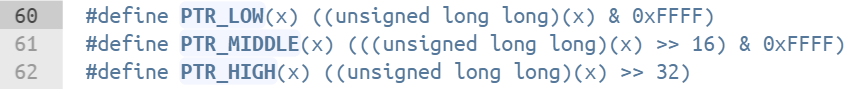 60 #define PTR_LOW(x) ((unsigned long long)(x) & 0xFFFF)
61 #define PTR_MIDDLE(x) (((unsigned long long)(x) >> 16) & 0xFFFF)
62 #define PTR_HIGH(x) ((unsigned long long)(x) >> 32)